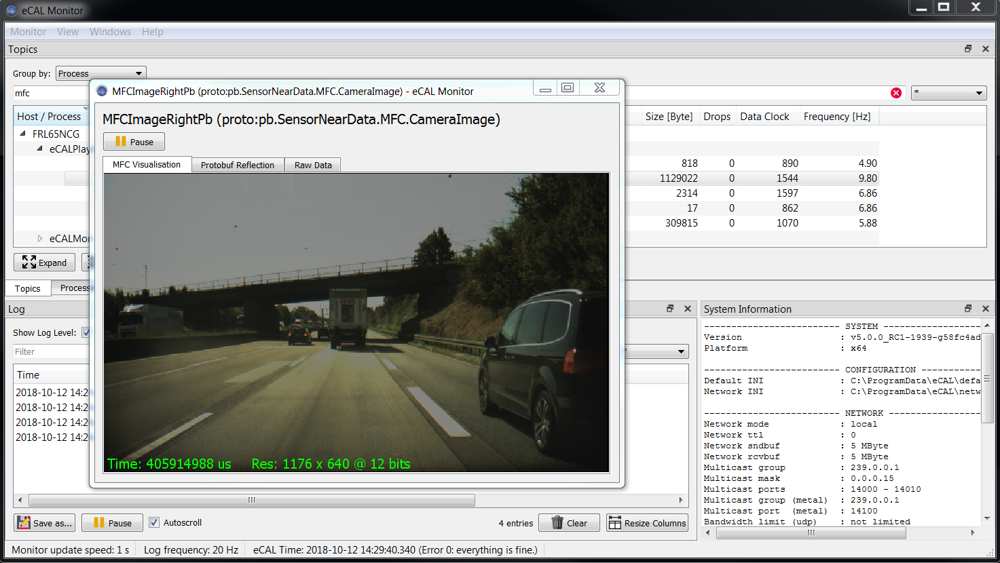 eCAL Monitor
Monitor View Windows Help
Topics
Group by: Process
mfc
*
Host / Process Size [Byte] Drops Data Clock Frequency [Hz]
FRL65NCG
eCALPlay
818 0 890 4.90
1129022 0 1544 9.80
2314 0 1597 6.86
17 0 862 6.86
309815 0 1070 5.88
eCALMo
Expand
Topics Process
MFCImageRightPb (proto:pb.SensorNearData.MFC.CameraImage) - eCAL Monitor
MFCImageRightPb (proto:pb.SensorNearData.MFC.CameraImage)
Pause
MFC Visualisation Protobuf Reflection Raw Data
Time: 405914988 us Res: 1176 x 640 @ 12 bits
Log
Show Log Level:
Filter
Time
2018-10-12 14:2
2018-10-12 14:2
2018-10-12 14:2
2018-10-12 14:2
Save as... Pause Autoscroll 4 entries Clear Resize Columns
System Information
------------------------- SYSTEM ------------------
Version : v5.0.0_RC1-1939-g58fc4ad
Platform : x64
------------------------- CONFIGURATION -----------
Default INI : C:\ProgramData\eCAL\defa
Network INI : C:\ProgramData\eCAL\netw
------------------------- NETWORK -----------------
Network mode : local
Network ttl : 0
Network sndbuf : 5 MByte
Network rcvbuf : 5 MByte
Multicast group : 239.0.0.1
Multicast mask : 0.0.0.15
Multicast ports : 14000 - 14010
Multicast group (metal) : 239.0.0.1
Multicast port (metal) : 14100
Bandwidth limit (udp) : not limited
Monitor update speed: 1 s Log frequency: 20 Hz eCAL Time: 2018-10-12 14:29:40.340 (Error 0: everything is fine.)